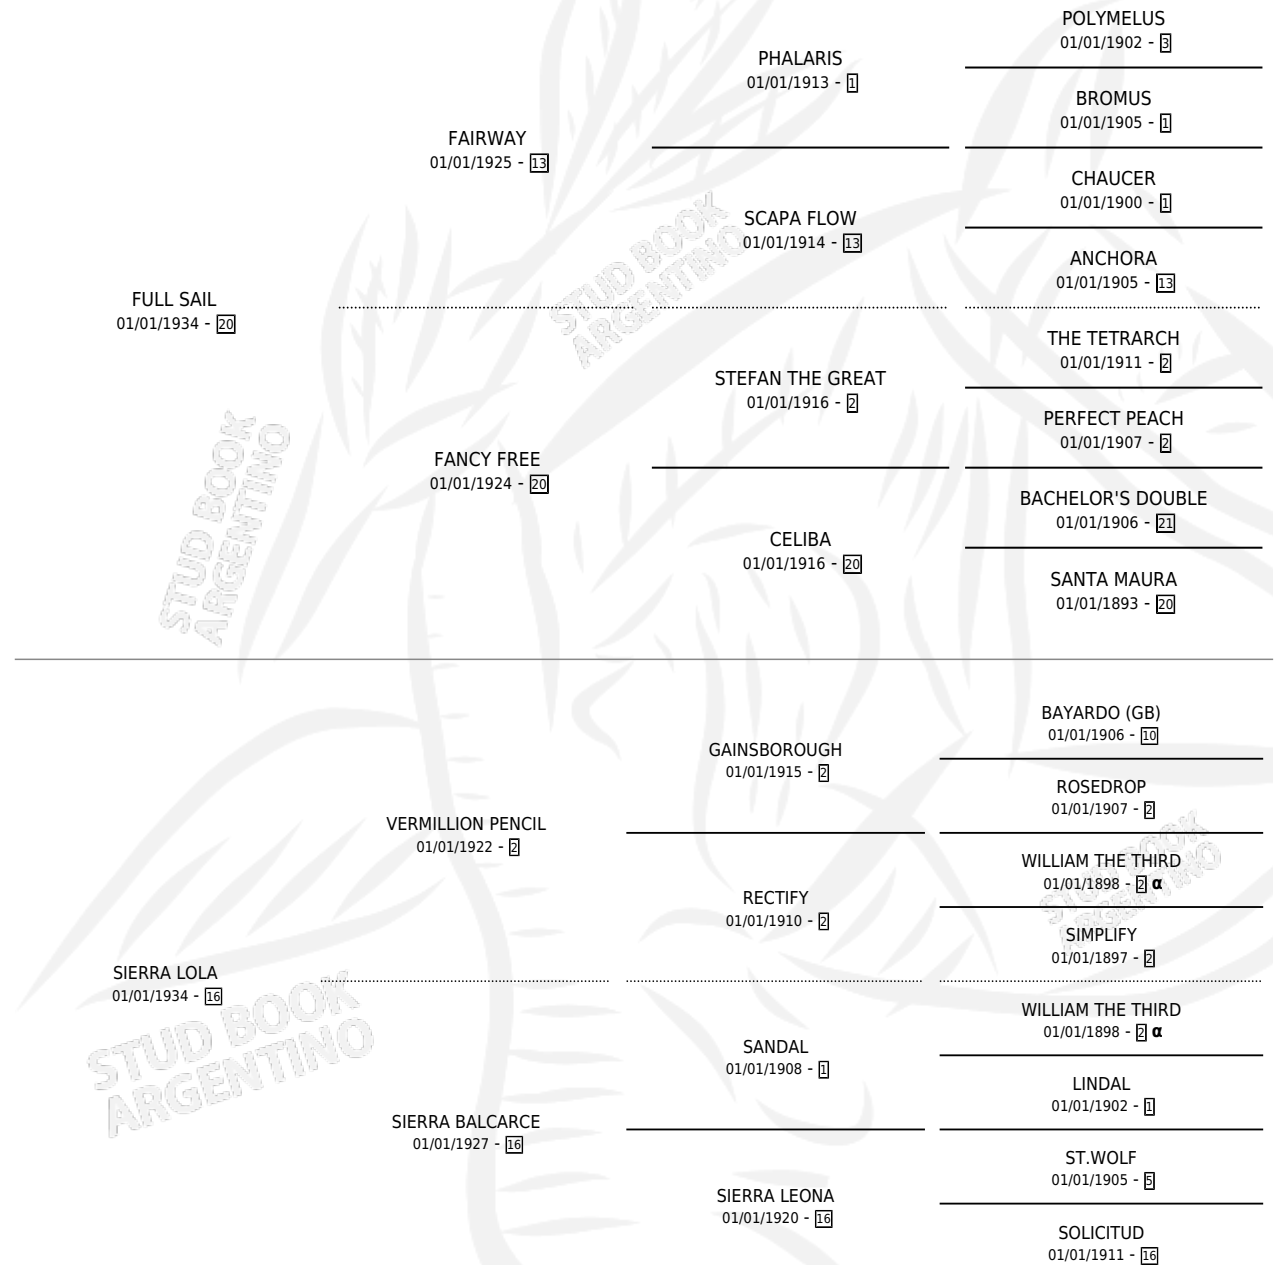 POLYMELUS
01/01/1902 - 3
PHALARIS
01/01/1913 - 1
BROMUS
01/01/1905 - 1
FAIRWAY
01/01/1925 - 13
CHAUCER
01/01/1900 - 1
SCAPA FLOW
01/01/1914 - 13
ANCHORA
01/01/1905 - 13
FULL SAIL
01/01/1934 - 20
THE TETRARCH
01/01/1911 - 2
STEFAN THE GREAT
01/01/1916 - 2
PERFECT PEACH
01/01/1907 - 2
FANCY FREE
01/01/1924 - 20
BACHELOR'S DOUBLE
01/01/1906 - 21
CELIBA
01/01/1916 - 20
SANTA MAURA
01/01/1893 - 20
BAYARDO (GB)
01/01/1906 - 10
GAINSBOROUGH
01/01/1915 - 2
ROSEDROP
01/01/1907 - 2
VERMILLION PENCIL
01/01/1922 - 2
WILLIAM THE THIRD
01/01/1898 - 2 α
RECTIFY
01/01/1910 - 2
SIMPLIFY
01/01/1897 - 2
SIERRA LOLA
01/01/1934 - 16
WILLIAM THE THIRD
01/01/1898 - 2 α
SANDAL
01/01/1908 - 1
LINDAL
01/01/1902 - 1
SIERRA BALCARCE
01/01/1927 - 16
ST.WOLF
01/01/1905 - 5
SIERRA LEONA
01/01/1920 - 16
SOLICITUD
01/01/1911 - 16
STUD BOOK
ARGENTINO
STUD BOOK
ARGENTINO
STUD BOOK
ARGENTINO
STUD BOOK
ARGENTINO